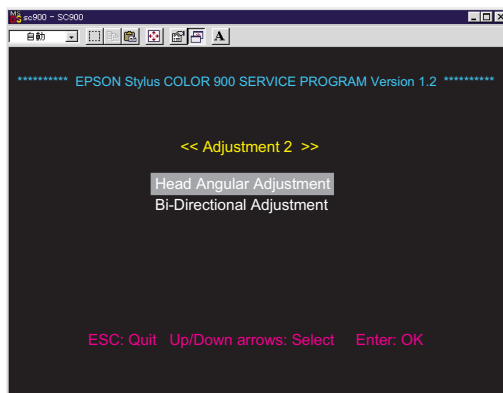 sc900 - SC900
自動
A
********** EPSON Stylus COLOR 900 SERVICE PROGRAM Version 1.2 **********
<< Adjustment 2 >>
Head Angular Adjustment
Bi-Directional Adjustment
ESC: Quit Up/Down arrows: Select Enter: OK